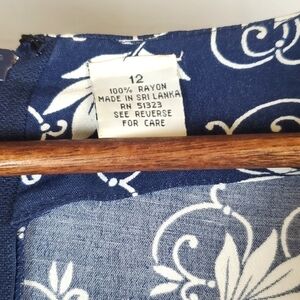 12
100% RAYON
MADE IN SRI LANKA
RN 51323
SEE REVERSE
FOR CARE